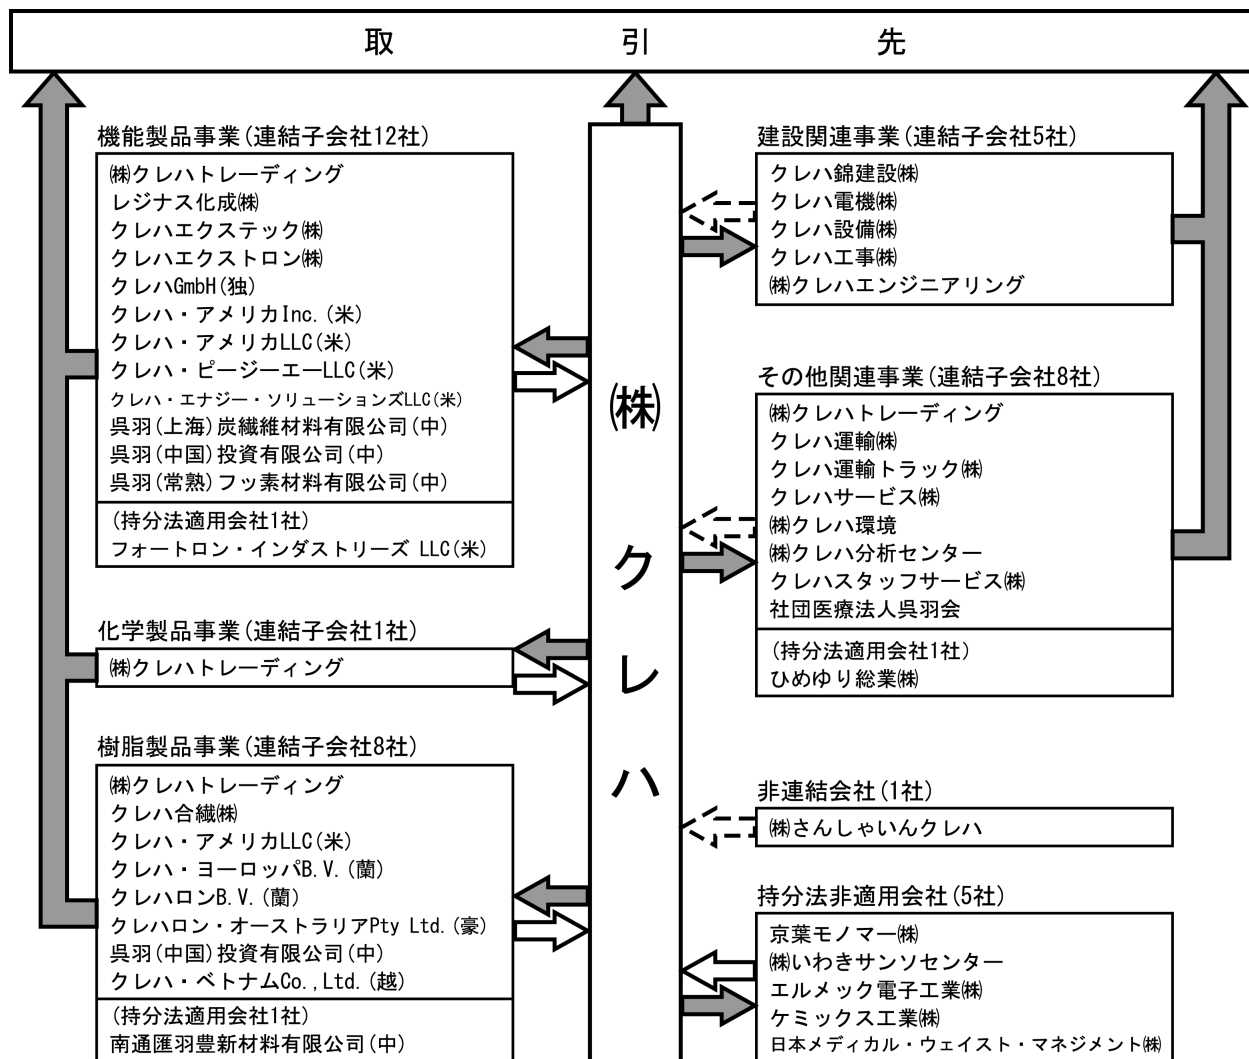 取引先
機能製品事業(連結子会社12社)
㈱クレハトレーディング
レジナス化成㈱
クレハエクステック㈱
クレハエクストロン㈱
クレハGmbH(独)
クレハ・アメリカInc.(米)
クレハ・アメリカLLC(米)
クレハ・ピージーエーLLC(米)
クレハ・エナジー・ソリューションズLLC(米)
呉羽(上海)炭繊維材料有限公司(中)
呉羽(中国)投資有限公司(中)
呉羽(常熟)フッ素材料有限公司(中)
(持分法適用会社1社)
フォートロン・インダストリーズ LLC(米)
化学製品事業(連結子会社1社)
㈱クレハトレーディング
樹脂製品事業(連結子会社8社)
㈱クレハトレーディング
クレハ合繊㈱
クレハ・アメリカLLC(米)
クレハ・ヨーロッパB.V.(蘭)
クレハロンB.V.(蘭)
クレハロン・オーストラリアPty Ltd.(豪)
呉羽(中国)投資有限公司(中)
クレハ・ベトナムCo.,Ltd.(越)
(持分法適用会社1社)
南通匯羽豊新材料有限公司(中)
㈱クレハ
建設関連事業(連結子会社5社)
クレハ錦建設㈱
クレハ電機㈱
クレハ設備㈱
クレハ工事㈱
㈱クレハエンジニアリング
その他関連事業(連結子会社8社)
㈱クレハトレーディング
クレハ運輸㈱
クレハ運輸トラック㈱
クレハサービス㈱
㈱クレハ環境
㈱クレハ分析センター
クレハスタッフサービス㈱
社団医療法人呉羽会
(持分法適用会社1社)
ひめゆり総業㈱
非連結会社(1社)
㈱さんしゃいんクレハ
持分法非適用会社(5社)
京葉モノマー㈱
㈱いわきサンソセンター
エルメック電子工業㈱
ケミックス工業㈱
日本メディカル・ウェイスト・マネジメント㈱